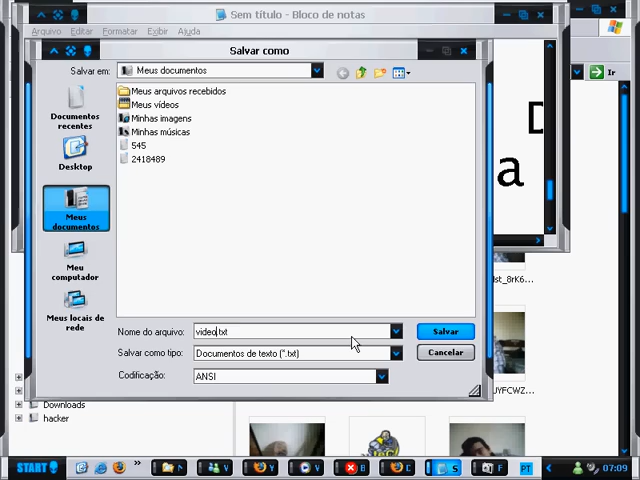 Sem título - Bloco de notas
Arquivo Editar Formatar Exibir Ajuda
Salvar como
Salvar em: Meus documentos
Ir
Documentos recentes
Desktop
Meus documentos
Meu computador
Meus locais de rede
Meus arquivos recebidos
Meus vídeos
Minhas imagens
Minhas músicas
545
2418489
a
Nome do arquivo: video.txt
Salvar
Salvar como tipo: Documentos de texto (*.txt)
Cancelar
Codificação: ANSI
Downloads
hacker
START » N V Y V B C S F PT 07:09